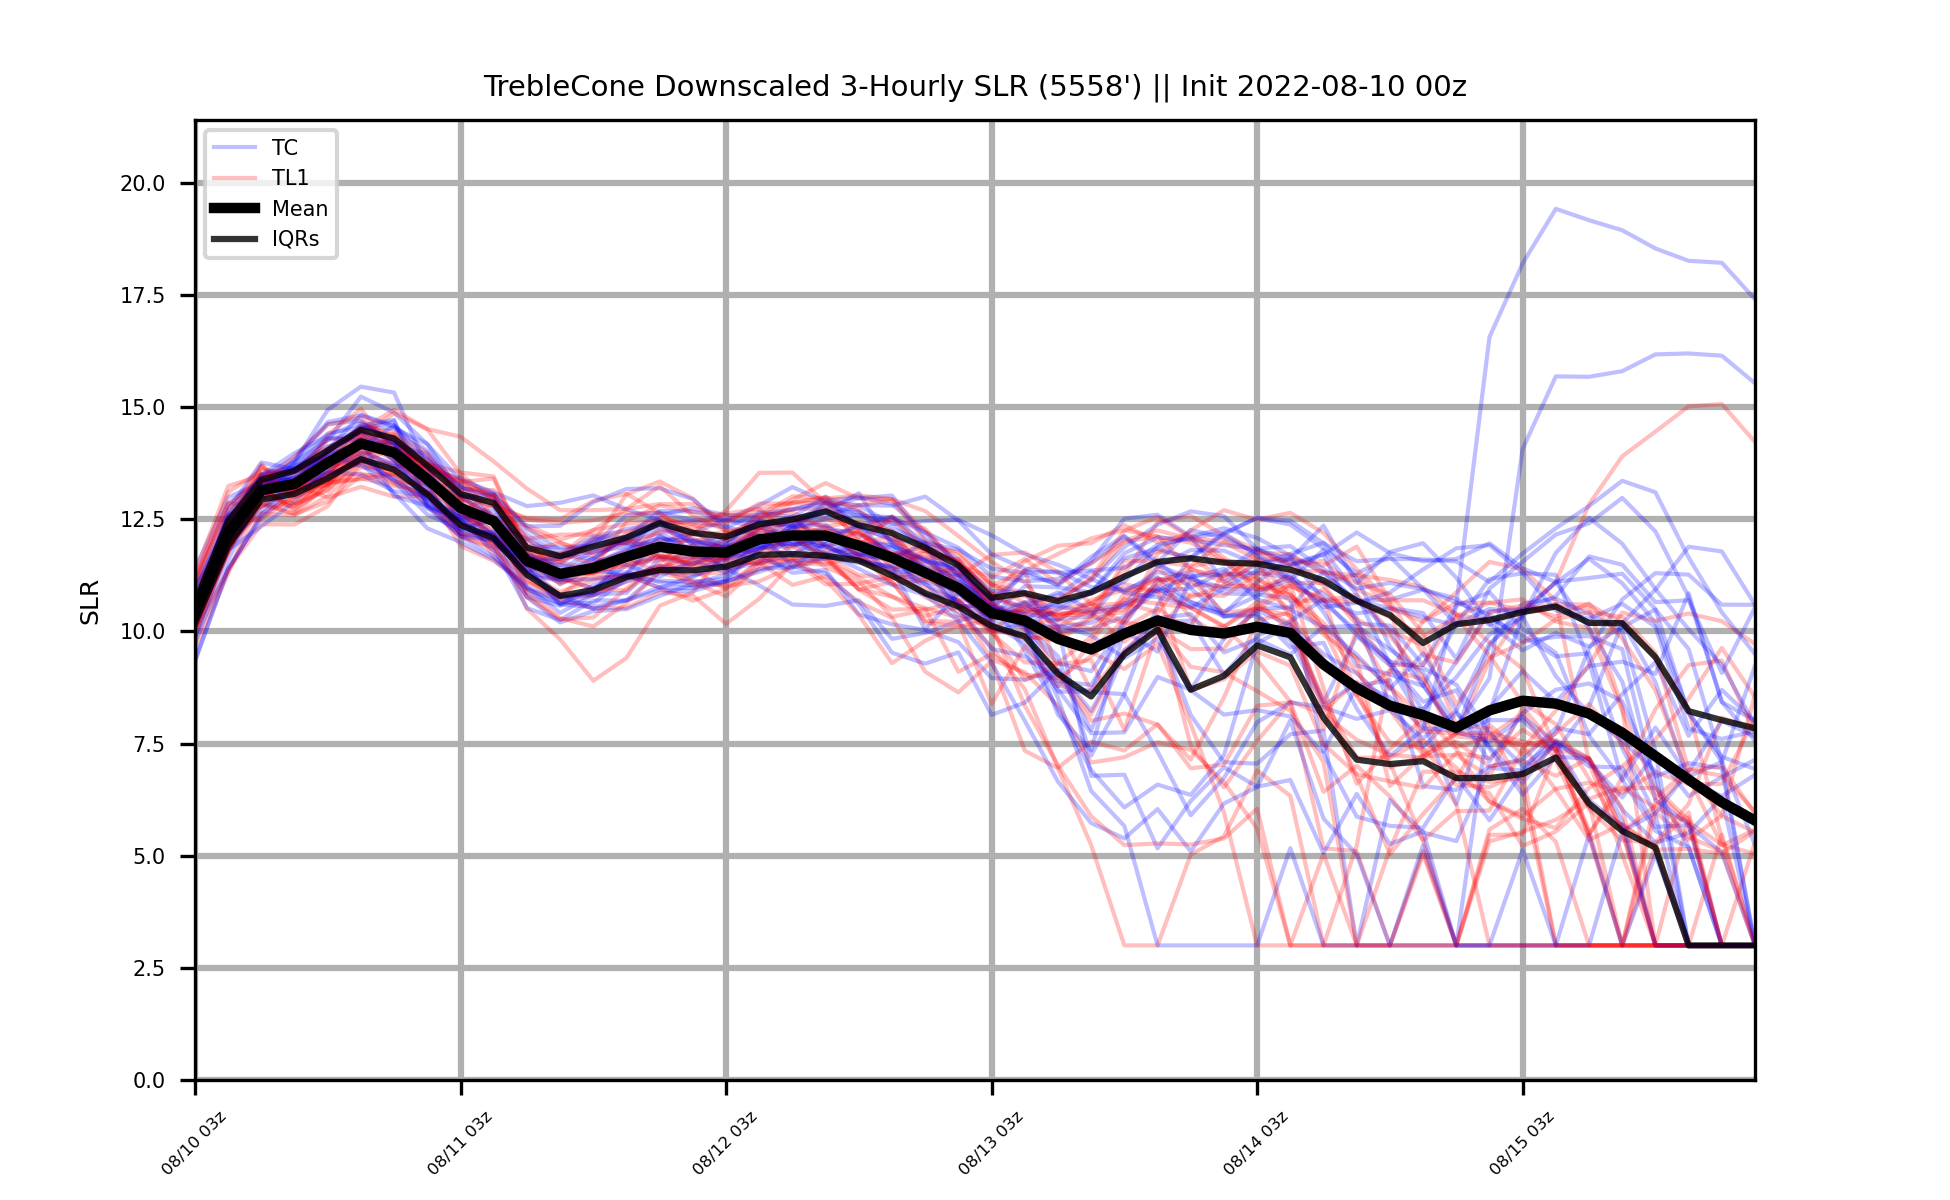 TrebleCone Downscaled 3-Hourly SLR (5558') || Init 2022-08-10 00z
TC
TL1
Mean
IQRs
20.0
17.5
15.0
12.5
10.0
7.5
5.0
2.5
0.0
SLR
08/10 03z
08/11 03z
08/12 03z
08/13 03z
08/14 03z
08/15 03z